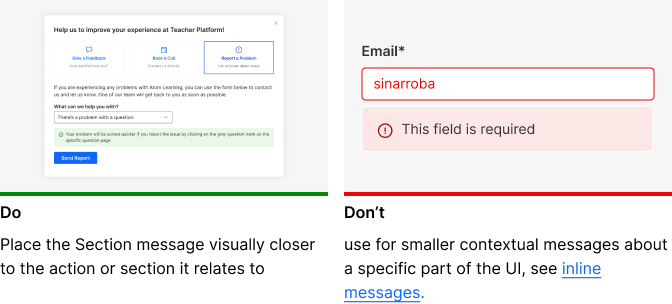 Help us to improve your experience at Teacher Platform!
Give a Feedback
Book a Call
Report a Problem
Contact us directly
Let us know about issues
If you are experiencing any problems with Atom Learning, you can use the form below to contact
us and let us know. One of our team will get back to you as soon as possible.
What can we help you with?
There's a problem with a question
Your problem will be solved quicker if you report the issue by clicking on the grey question mark on the
specific question page.
Send Report
Do
Place the Section message visually closer
to the action or section it relates to
Email*
sinarroba
This field is required
Don't
use for smaller contextual messages about
a specific part of the UI, see inline
messages.